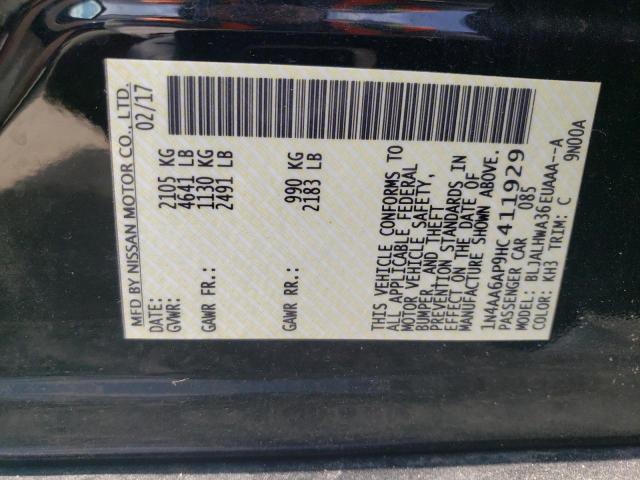 MFD BY NISSAN MOTOR CO., LTD.
DATE: 02/17
GVWR: 2105 KG
4641 LB
GAWR FR.: 1130 KG
2491 LB
GAWR RR.: 990 KG
2183 LB
THIS VEHICLE CONFORMS TO
ALL APPLICABLE FEDERAL
MOTOR VEHICLE SAFETY,
BUMPER, AND THEFT
PREVENTION STANDARDS IN
EFFECT ON THE DATE OF
MANUFACTURE SHOWN ABOVE.
1N4AA6AP9HC411929
PASSENGER CAR 085
MODEL: BLJALHWA36EUAAAA--A
COLOR: KH3 TRIM: C 9N00A